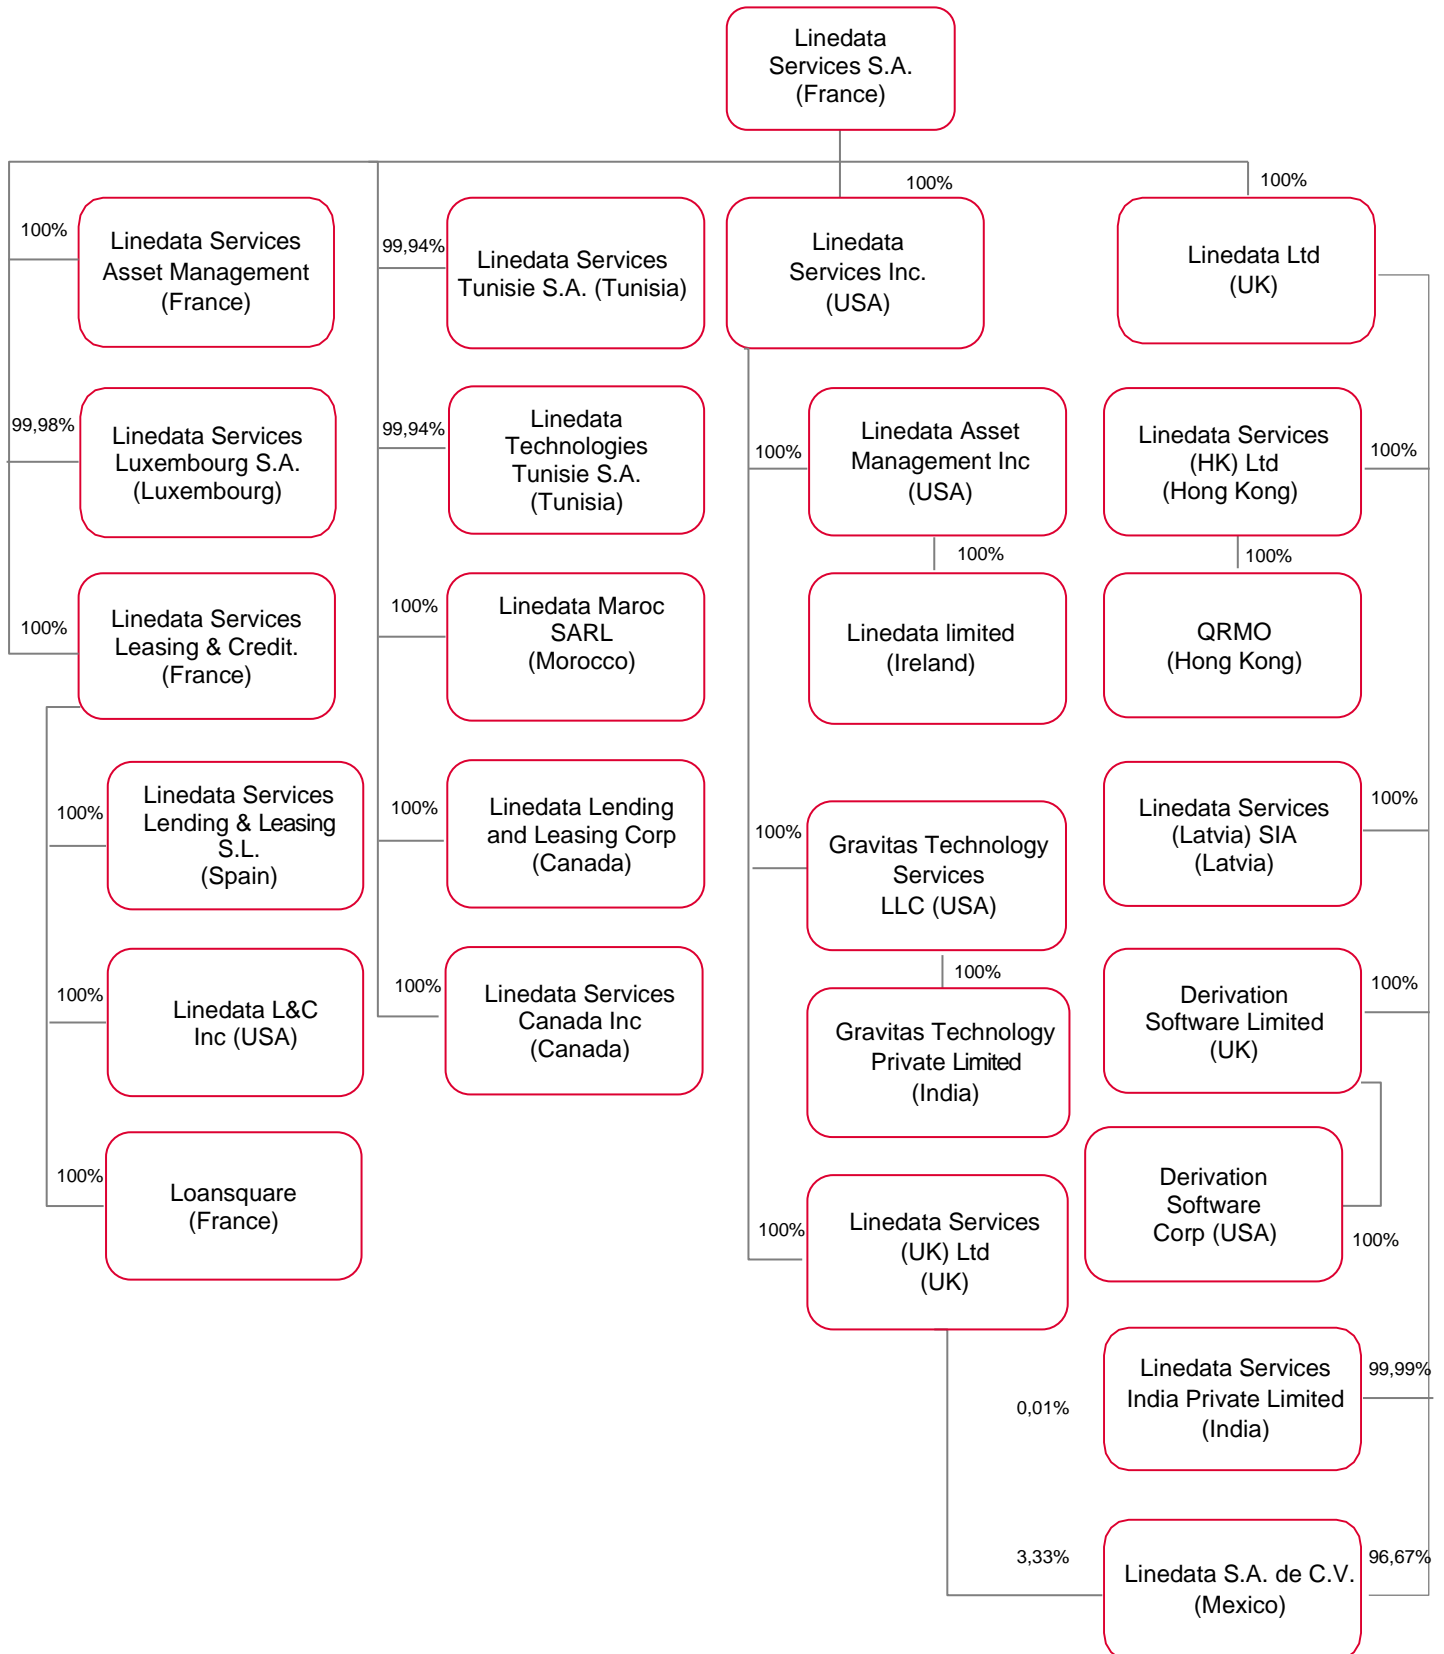 Linedata
Services S.A.
(France)
100%
100%
100%
Linedata Services
Asset Management
(France)
99,94%
Linedata Services
Tunisie S.A. (Tunisia)
Linedata
Services Inc.
(USA)
Linedata Ltd
(UK)
99,98%
Linedata Services
Luxembourg S.A.
(Luxembourg)
99,94%
Linedata
Technologies
Tunisie S.A.
(Tunisia)
100%
Linedata Asset
Management Inc
(USA)
Linedata Services
(HK) Ltd
(Hong Kong)
100%
100%
100%
100%
Linedata Services
Leasing & Credit.
(France)
100%
Linedata Maroc
SARL
(Morocco)
Linedata limited
(Ireland)
QRMO
(Hong Kong)
100%
Linedata Services
Lending & Leasing
S.L.
(Spain)
100%
Linedata Lending
and Leasing Corp
(Canada)
100%
Gravitas Technology
Services
LLC (USA)
Linedata Services
(Latvia) SIA
(Latvia)
100%
100%
100%
Linedata L&C
Inc (USA)
100%
Linedata Services
Canada Inc
(Canada)
Gravitas Technology
Private Limited
(India)
Derivation
Software Limited
(UK)
100%
100%
Loansquare
(France)
100%
Linedata Services
(UK) Ltd
(UK)
Derivation
Software
Corp (USA)
100%
0,01%
Linedata Services
India Private Limited
(India)
99,99%
3,33%
Linedata S.A. de C.V.
(Mexico)
96,67%